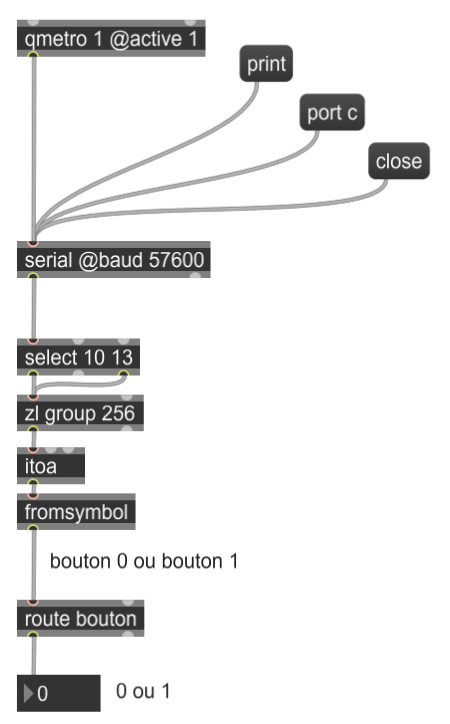 qmetro 1 @active 1
print
port c
close
serial @baud 57600
select 10 13
zl group 256
itoa
fromsymbol
bouton 0 ou bouton 1
route bouton
0
0 ou 1